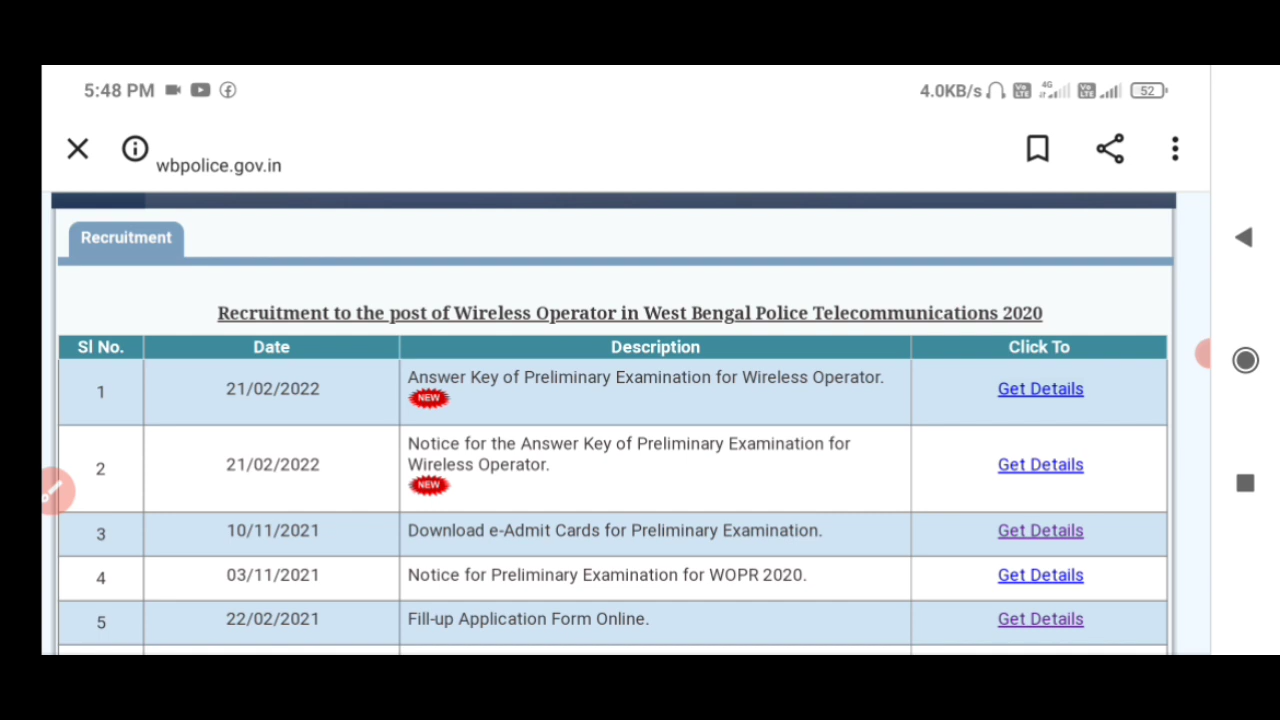 5:48 PM
4.0KB/s Vo LTE 4G Vo LTE 52
wbpolice.gov.in
Recruitment
Recruitment to the post of Wireless Operator in West Bengal Police Telecommunications 2020
Sl No. Date Description Click To
1 21/02/2022 Answer Key of Preliminary Examination for Wireless Operator. Get Details
NEW
2 21/02/2022 Notice for the Answer Key of Preliminary Examination for Get Details
Wireless Operator.
NEW
3 10/11/2021 Download e-Admit Cards for Preliminary Examination. Get Details
4 03/11/2021 Notice for Preliminary Examination for WOPR 2020. Get Details
5 22/02/2021 Fill-up Application Form Online. Get Details